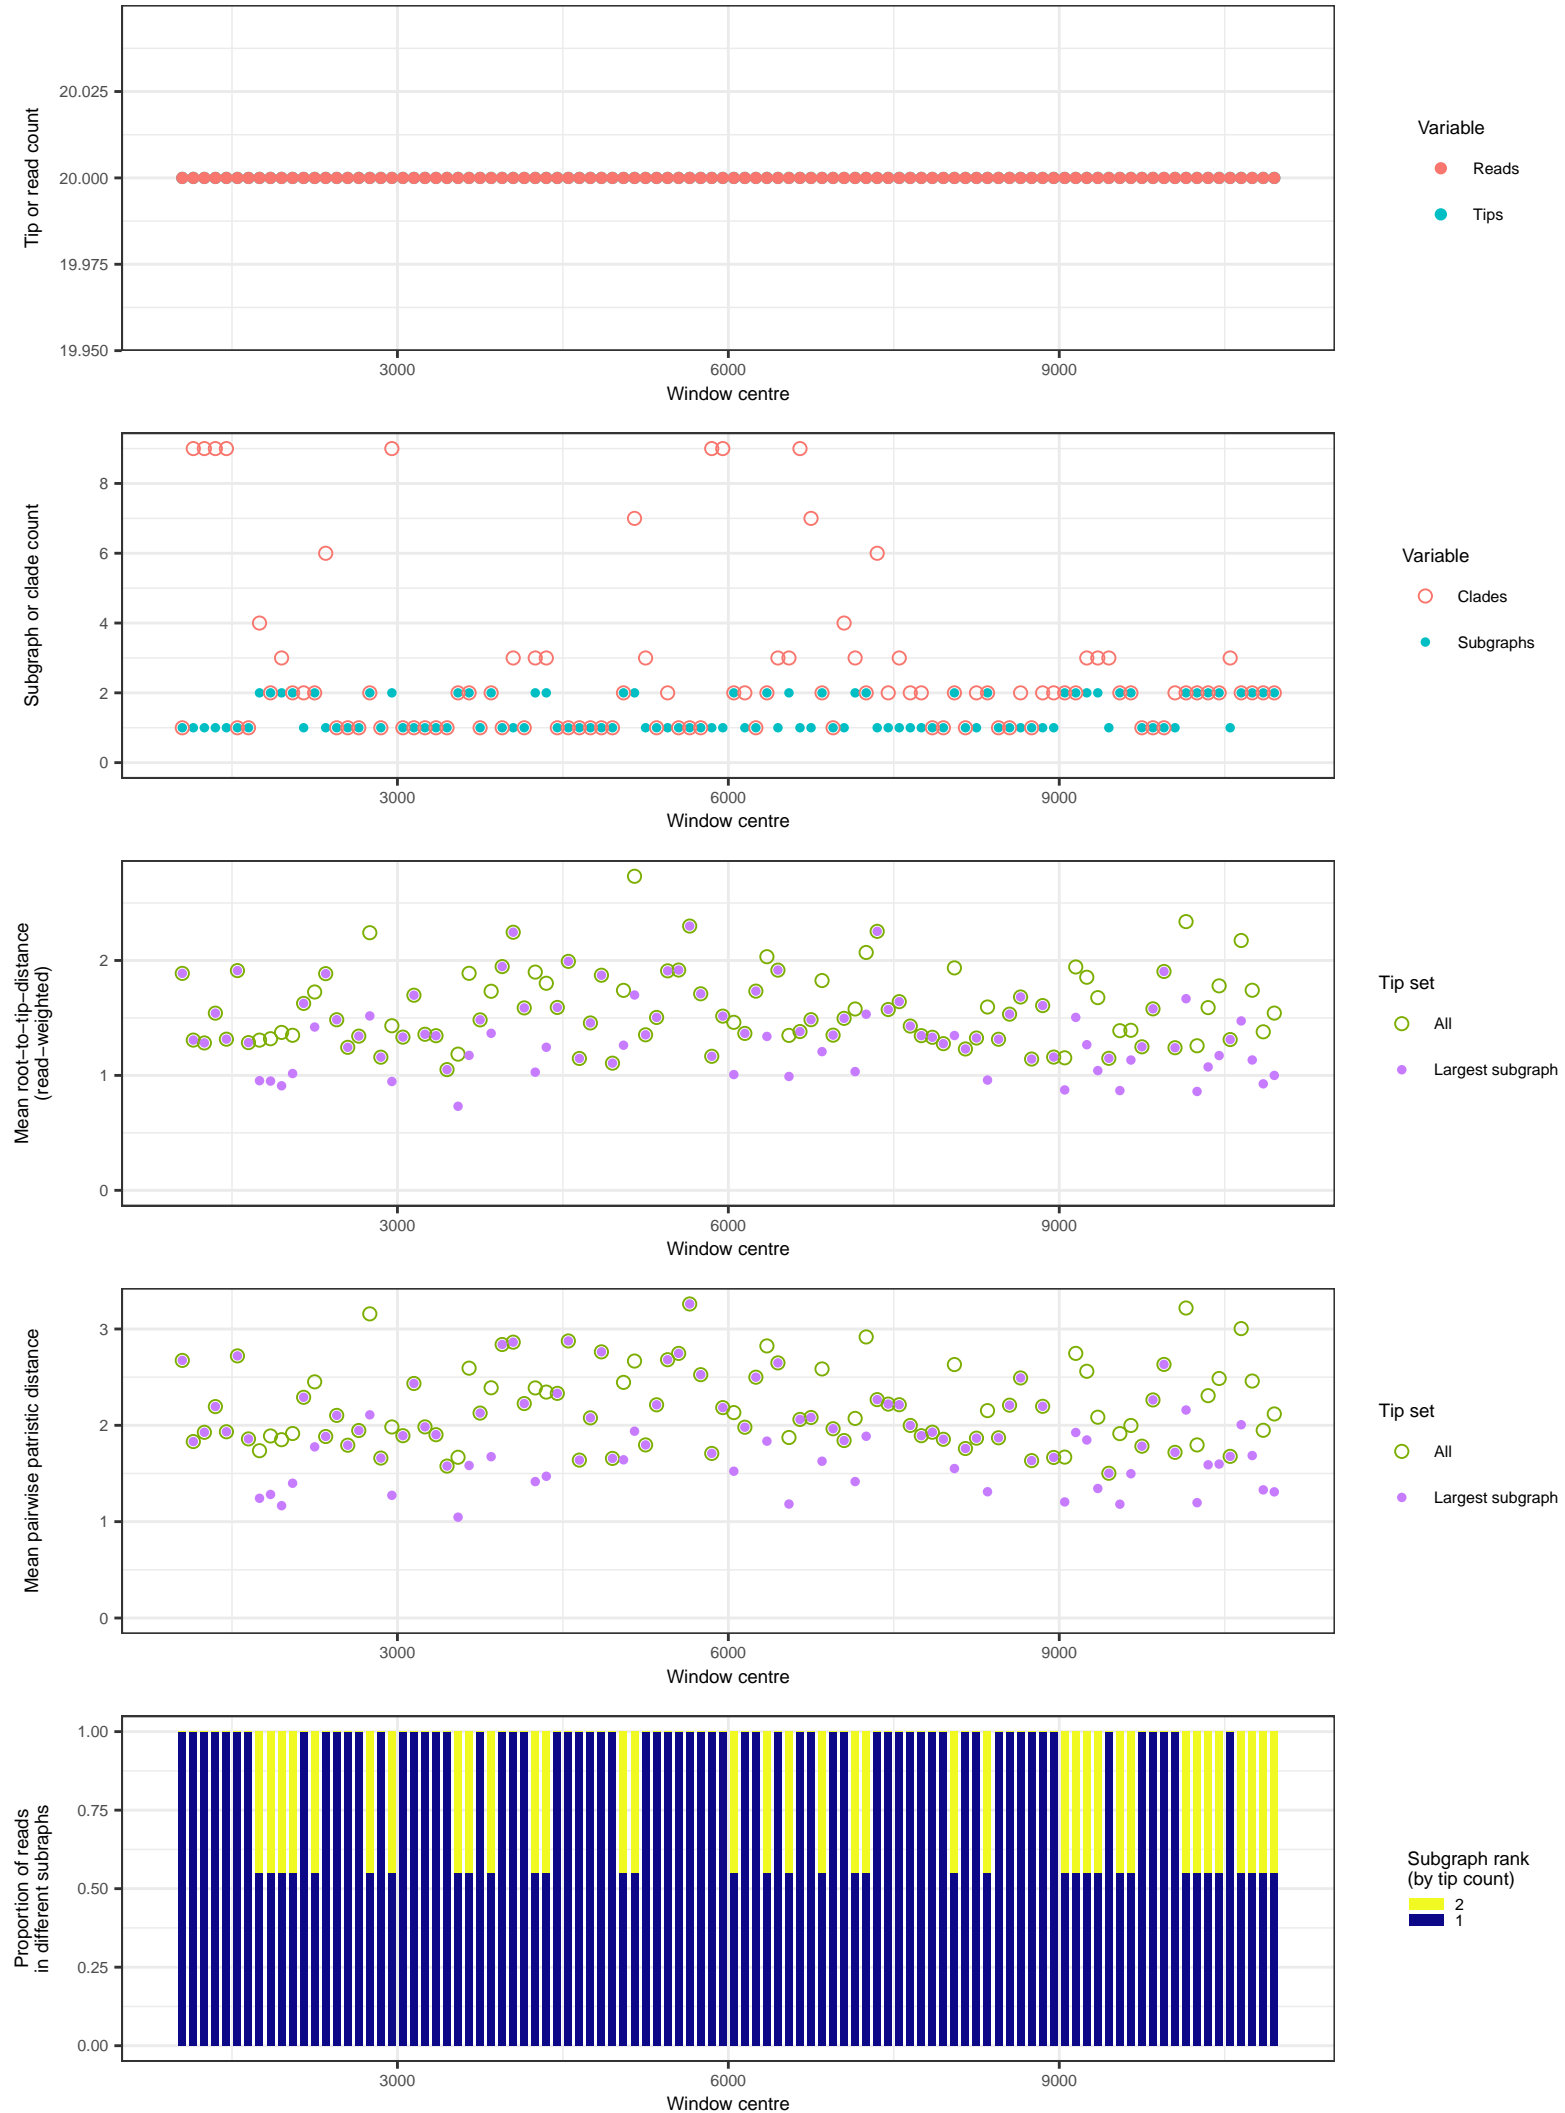 20.025
20.000
19.975
19.950
Tip or read count
3000 6000 9000
Window centre
Variable
Reads
Tips
8
6
4
2
0
Subgraph or clade count
3000 6000 9000
Window centre
Variable
Clades
Subgraphs
2
1
0
Mean root−to−tip−distance
(read−weighted)
3000 6000 9000
Window centre
Tip set
All
Largest subgraph
3
2
1
0
Mean pairwise patristic distance
3000 6000 9000
Window centre
Tip set
All
Largest subgraph
1.00
0.75
0.50
0.25
0.00
Proportion of reads
in different subraphs
3000 6000 9000
Window centre
Subgraph rank
(by tip count)
2
1